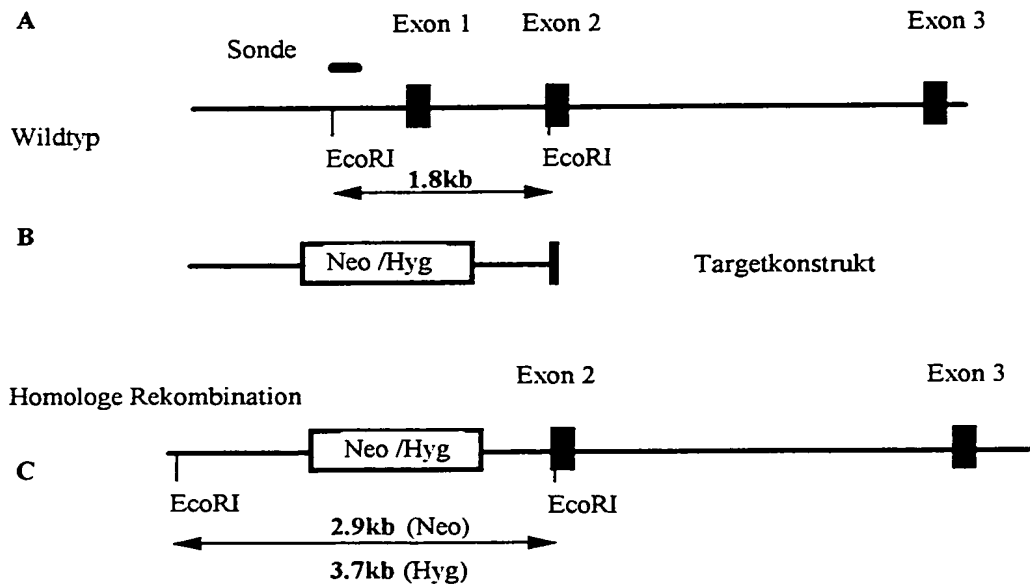 A
Exon 1 Exon 2 Exon 3
Sonde
Wildtyp
EcoRI EcoRI
1.8kb
B
Neo /Hyg
Targetkonstrukt
Exon 2 Exon 3
Homologe Rekombination
Neo /Hyg
C
EcoRI EcoRI
2.9kb (Neo)
3.7kb (Hyg)